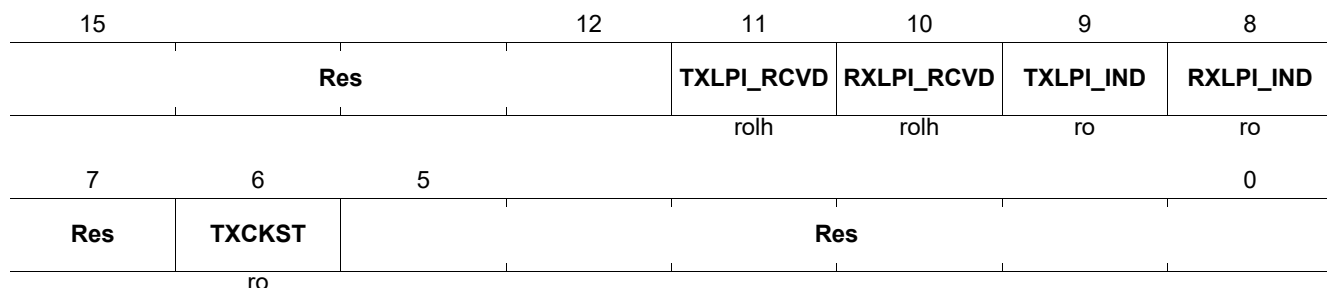 15 12 11 10 9 8
Res TXLPI_RCVD RXLPI_RCVD TXLPI_IND RXLPI_IND
rolh rolh ro ro
7 6 5 0
Res TXCKST Res
ro